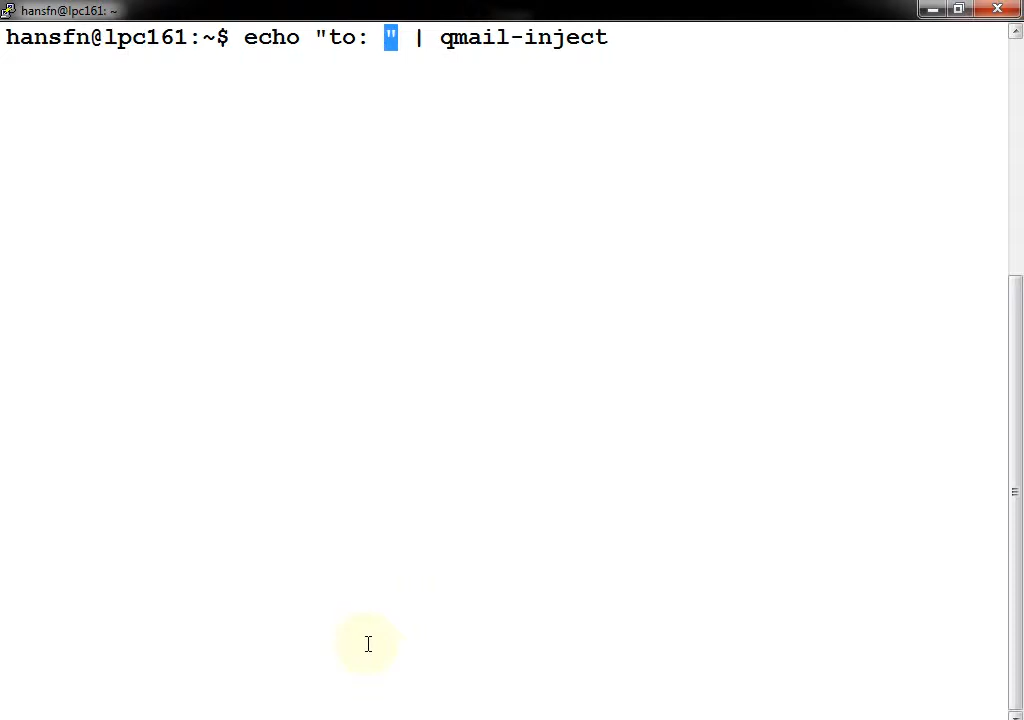 hansfn@lpc161: ~
hansfn@lpc161:~$ echo "to: " | qmail-inject